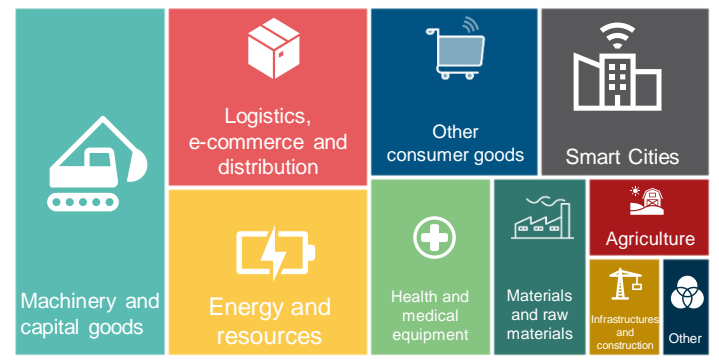 Machinery and
capital goods
Logistics,
e-commerce and
distribution
Energy and
resources
Other
consumer goods
Smart Cities
Health and
medical
equipment
Materials
and raw
materials
Agriculture
Infrastructures
and
construction
Other